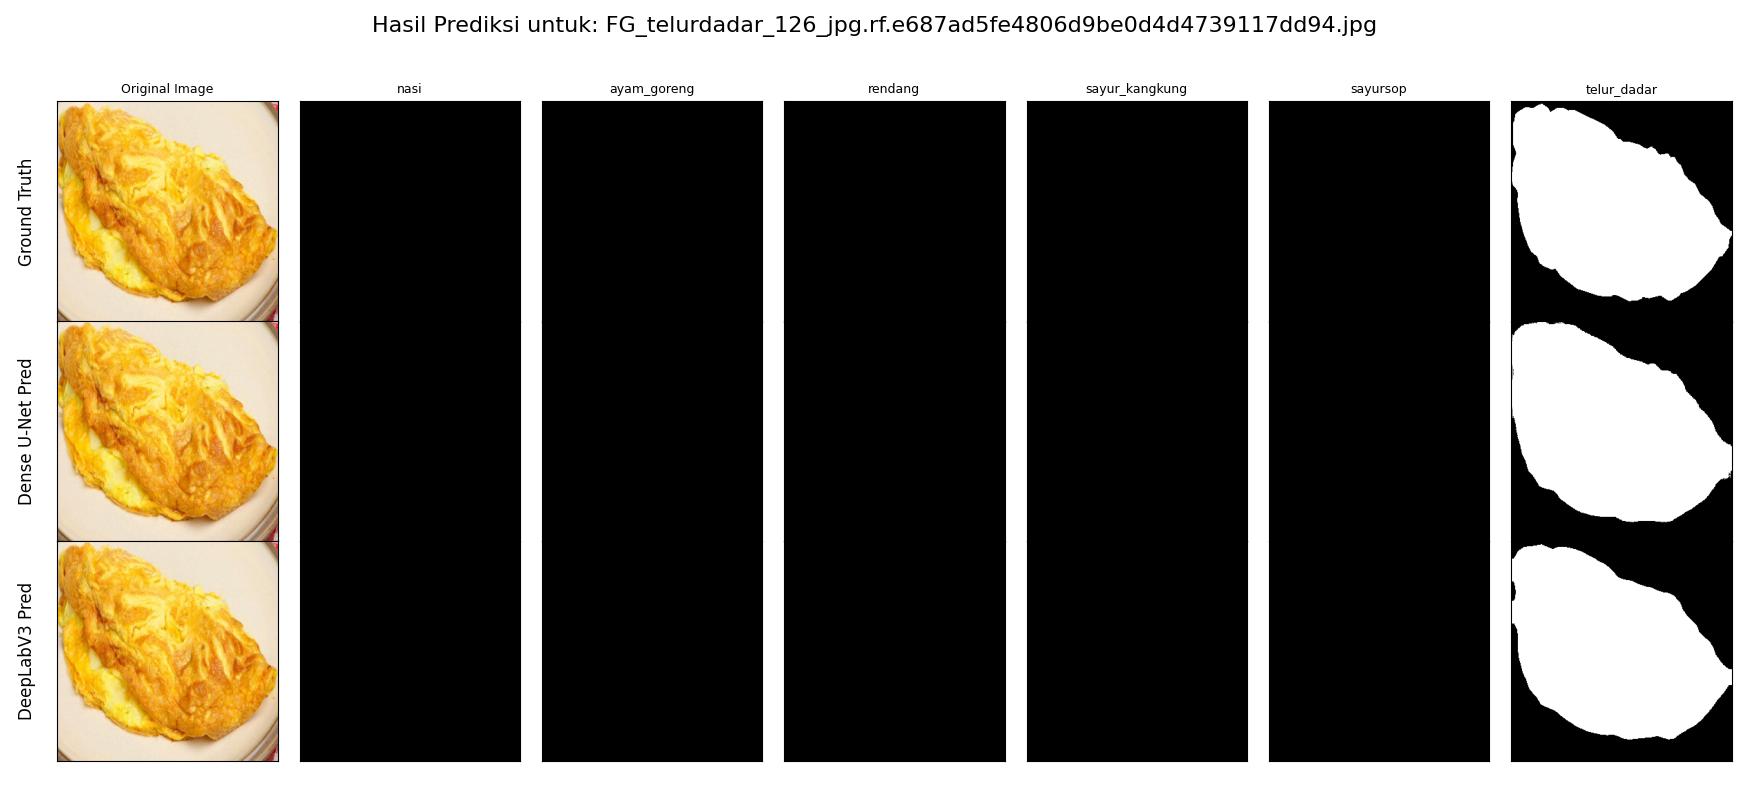 Hasil Prediksi untuk: FG_telurdadar_126_jpg.rf.e687ad5fe4806d9be0d4d4739117dd94.jpg
Original Image
nasi
ayam_goreng
rendang
sayur_kangkung
sayursop
telur_dadar
Ground Truth
Dense U-Net Pred
DeepLabV3 Pred